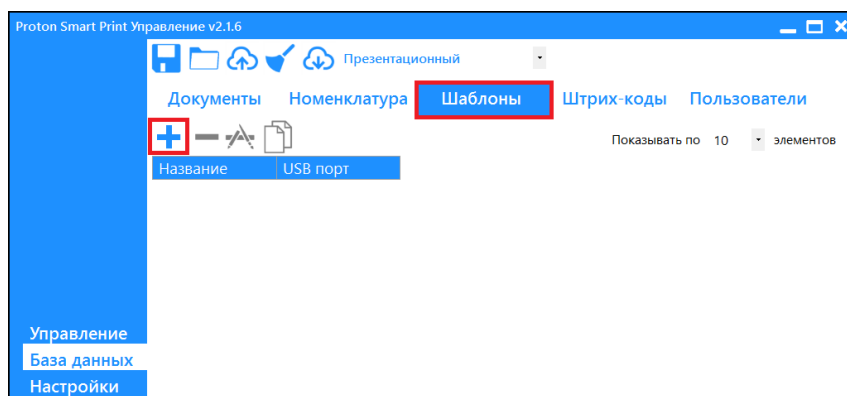 Proton Smart Print Управление v2.1.6
Презентационный
Документы Номенклатура Шаблоны Штрих-коды Пользователи
Показывать по 10 элементов
Название USB порт
Управление
База данных
Настройки